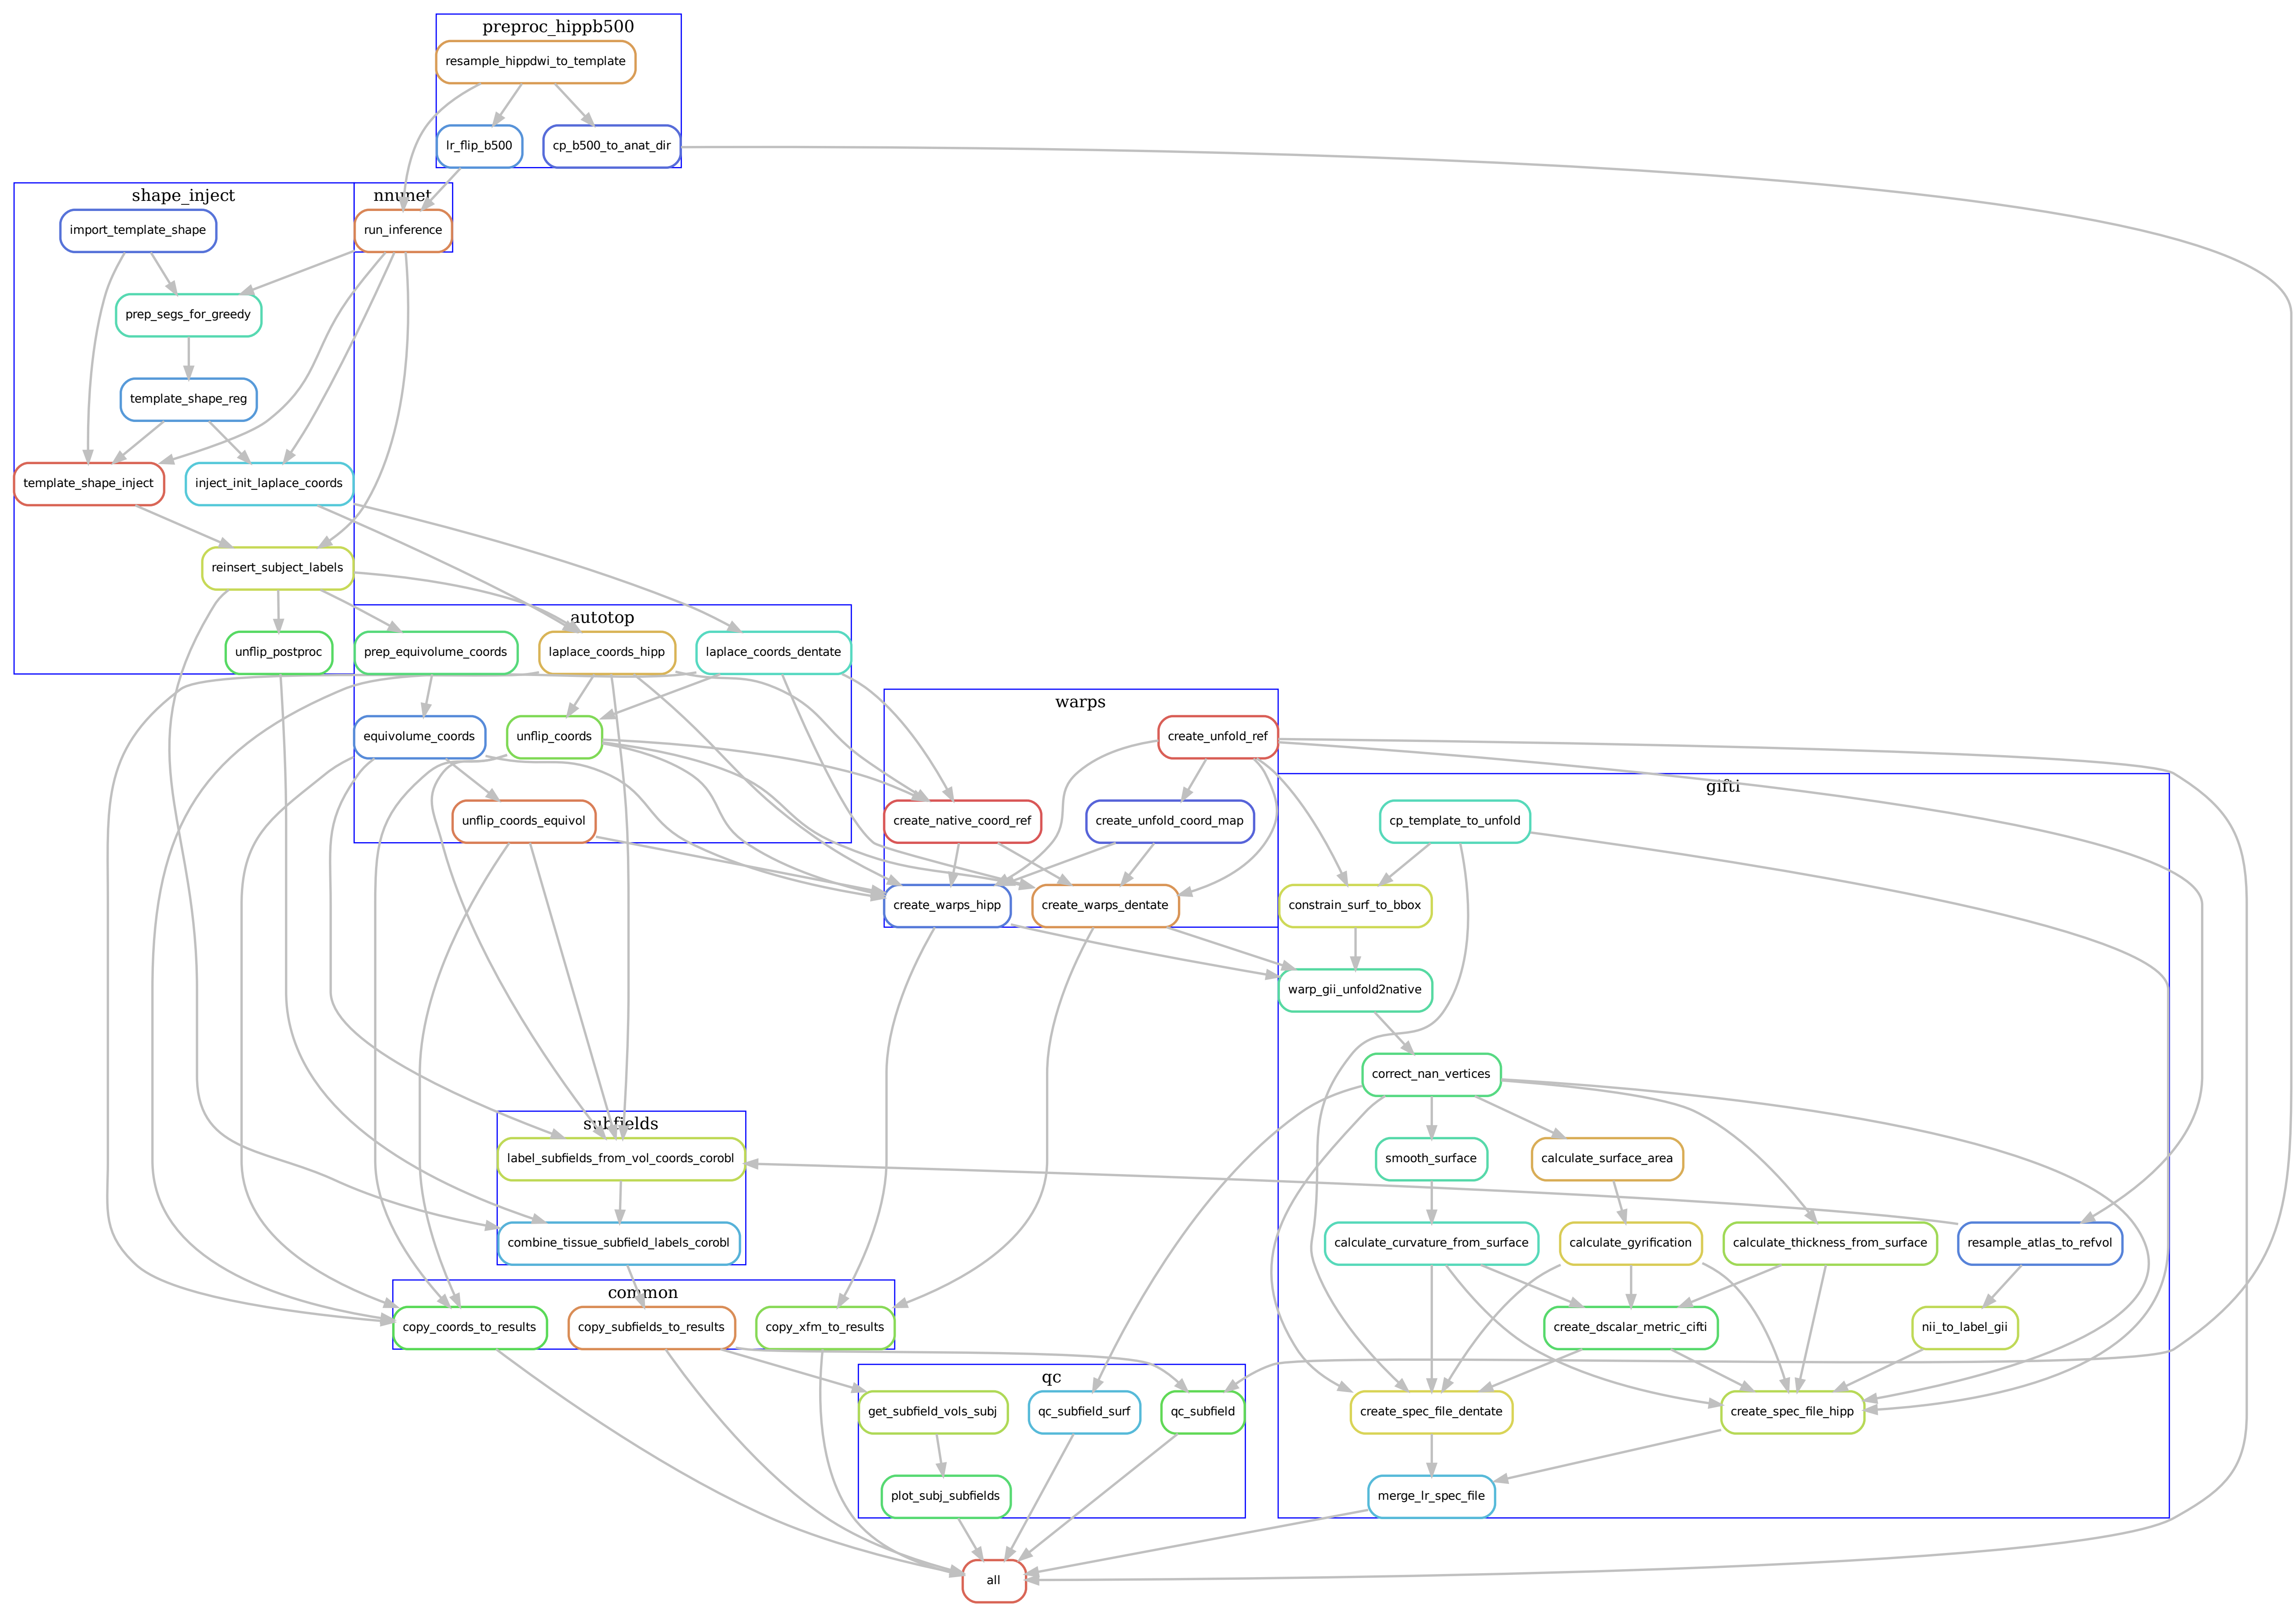 preproc_hippb500
resample_hippdwi_to_template
lr_flip_b500
cp_b500_to_anat_dir
shape_inject
nnunet
import_template_shape
run_inference
prep_segs_for_greedy
template_shape_reg
template_shape_inject
inject_init_laplace_coords
reinsert_subject_labels
autotop
unflip_postproc
prep_equivolume_coords
laplace_coords_hipp
laplace_coords_dentate
warps
equivolume_coords
unflip_coords
create_unfold_ref
gifti
unflip_coords_equivol
create_native_coord_ref
create_unfold_coord_map
cp_template_to_unfold
create_warps_hipp
create_warps_dentate
constrain_surf_to_bbox
warp_gii_unfold2native
correct_nan_vertices
subfields
label_subfields_from_vol_coords_corobl
smooth_surface
calculate_surface_area
combine_tissue_subfield_labels_corobl
calculate_curvature_from_surface
calculate_gyrification
calculate_thickness_from_surface
resample_atlas_to_refvol
common
copy_coords_to_results
copy_subfields_to_results
copy_xfm_to_results
create_dscalar_metric_cifti
nii_to_label_gii
qc
get_subfield_vols_subj
qc_subfield_surf
qc_subfield
create_spec_file_dentate
create_spec_file_hipp
plot_subj_subfields
merge_lr_spec_file
all